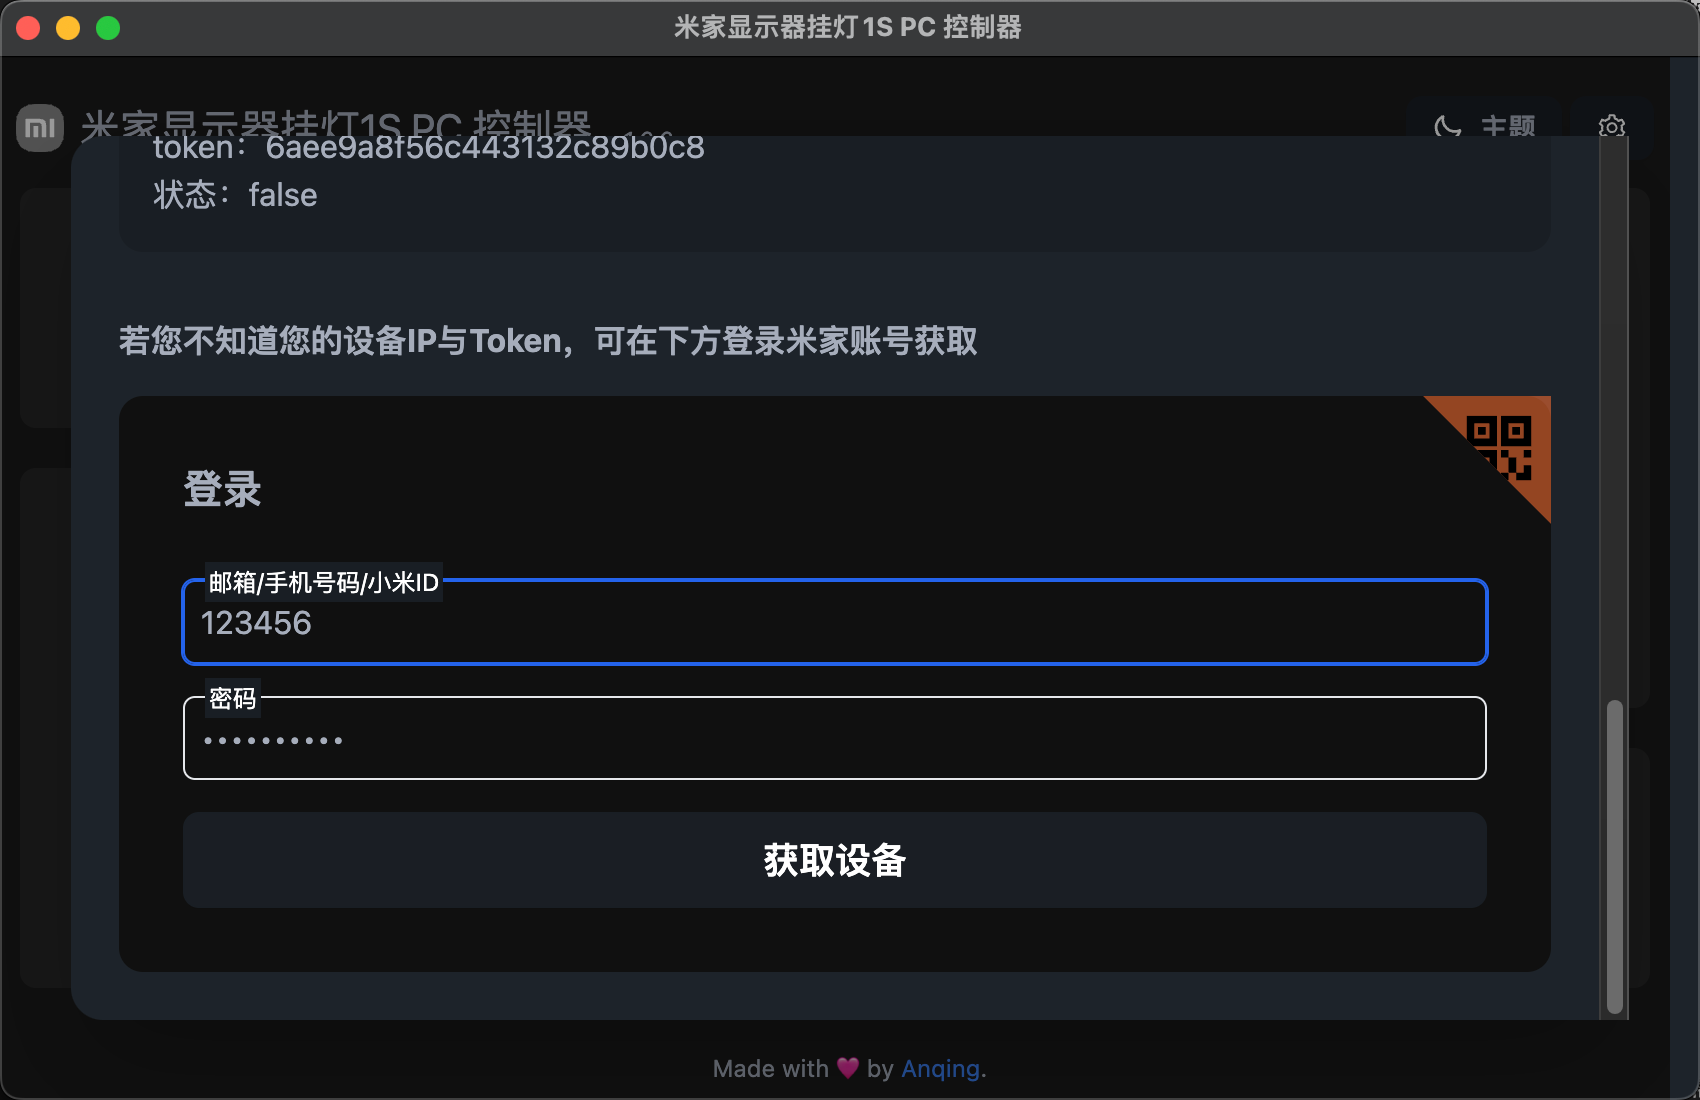 米家显示器挂灯1S PC 控制器
米家显示器挂灯1S PC 控制器
主题
token：6aee9a8f56c443132c89b0c8
状态：false
若您不知道您的设备IP与Token，可在下方登录米家账号获取
登录
邮箱/手机号码/小米ID
123456
密码
••••••••••
获取设备
Made with 💜 by Anqing.